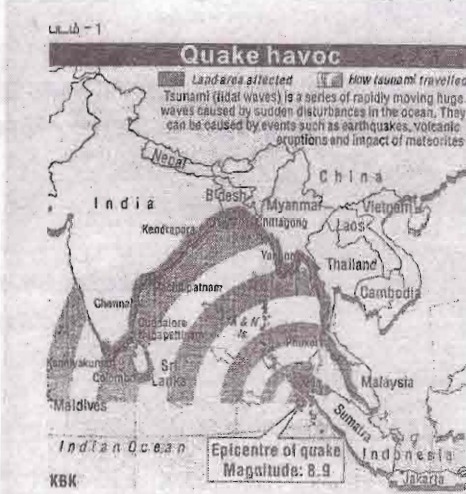 படம் - 1
Quake havoc
Land area affected
How tsunami travelled
Tsunami (tidal waves) is a series of rapidly moving huge
waves caused by sudden disturbances in the ocean. They
can be caused by events such as earthquakes, volcanic
eruptions and impact of meteorites
China
Nepal
B'desh
India
Myanmar
Vietnam
Kendrapara
Chittagong
Laos
Thailand
Cambodia
Chennai
Cuddalore
A & N
Is.
Phuket
Kanniyakumari
Colombo
Sri
Lanka
Malaysia
Maldives
Sumatra
Indian Ocean
Epicentre of quake
Magnitude: 8.9
Indonesia
Jakarta
KBK